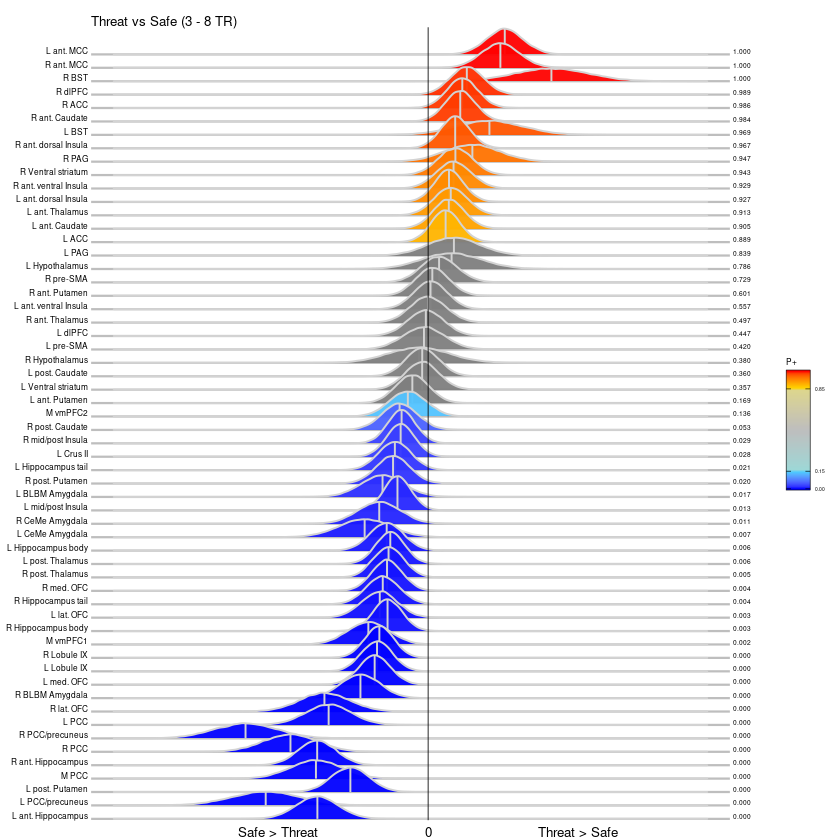 Threat vs Safe (3 - 8 TR)
L ant. MCC 1.000
R ant. MCC 1.000
R BST 1.000
R dlPFC 0.989
R ACC 0.986
R ant. Caudate 0.984
L BST 0.969
R ant. dorsal Insula 0.967
R PAG 0.947
R Ventral striatum 0.943
R ant. ventral Insula 0.929
L ant. dorsal Insula 0.927
L ant. Thalamus 0.913
L ant. Caudate 0.905
L ACC 0.889
L PAG 0.839
L Hypothalamus 0.786
R pre-SMA 0.729
R ant. Putamen 0.601
L ant. ventral Insula 0.557
R ant. Thalamus 0.497
L dlPFC 0.447
L pre-SMA 0.420
R Hypothalamus 0.380
L post. Caudate 0.360
L Ventral striatum 0.357
L ant. Putamen 0.169
M vmPFC2 0.136
R post. Caudate 0.053
R mid/post Insula 0.029
L Crus II 0.028
L Hippocampus tail 0.021
R post. Putamen 0.020
L BLBM Amygdala 0.017
L mid/post Insula 0.013
R CeMe Amygdala 0.011
L CeMe Amygdala 0.007
L Hippocampus body 0.006
L post. Thalamus 0.006
R post. Thalamus 0.005
R med. OFC 0.004
R Hippocampus tail 0.004
L lat. OFC 0.003
R Hippocampus body 0.003
M vmPFC1 0.002
R Lobule IX 0.000
L Lobule IX 0.000
L med. OFC 0.000
R BLBM Amygdala 0.000
R lat. OFC 0.000
L PCC 0.000
R PCC/precuneus 0.000
R PCC 0.000
R ant. Hippocampus 0.000
M PCC 0.000
L post. Putamen 0.000
L PCC/precuneus 0.000
L ant. Hippocampus 0.000
Safe > Threat 0 Threat > Safe
P+
0.85
0.15
0.00